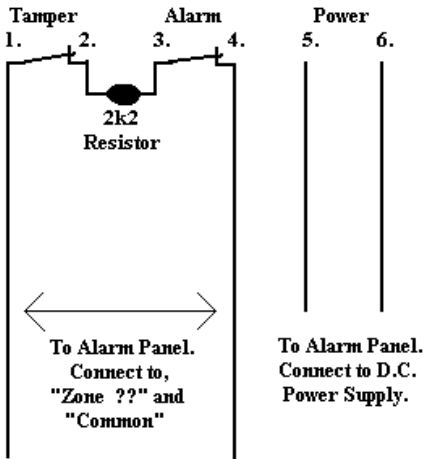 Tamper Alarm Power
1. 2. 3. 4. 5. 6.
2k2
Resistor
To Alarm Panel.
Connect to,
"Zone ??" and
"Common"
To Alarm Panel.
Connect to D.C.
Power Supply.